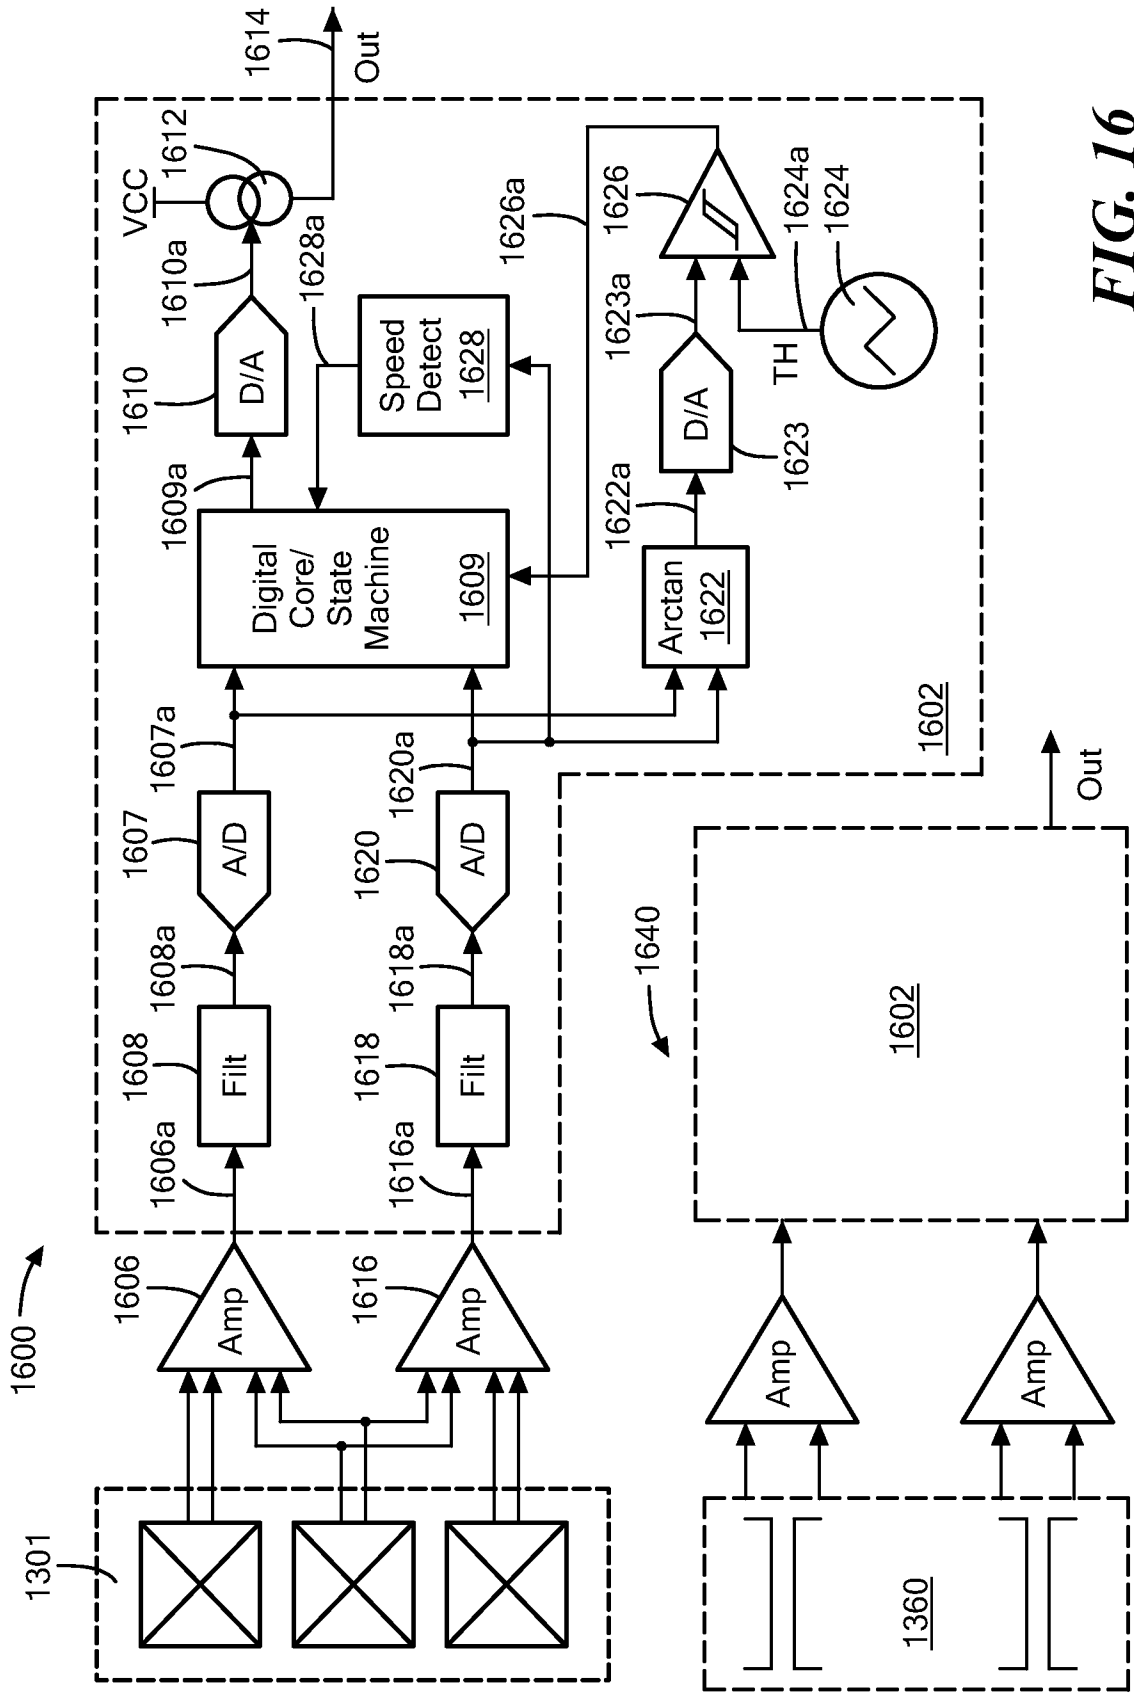 1600
1301
1606
Amp
1606a
1608
Filt
1608a
1607
A/D
1607a
Digital
Core/
State
Machine
1609
1609a
1610
D/A
1610a
VCC
1612
1614
Out
1616
Amp
1616a
1618
Filt
1618a
1620
A/D
1620a
Speed
Detect
1628
1628a
Arctan
1622
1622a
D/A
1623
1623a
1626
1626a
TH
1624a
1624
1602
1640
1360
Amp
Amp
1602
Out
FIG. 16